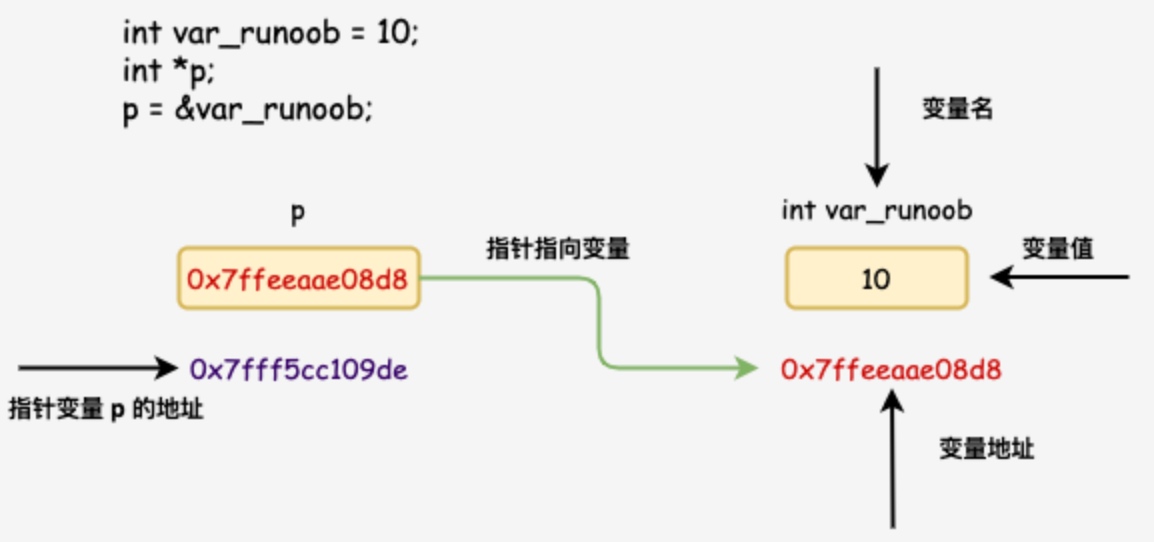 int var_runoob = 10;
int *p;
p = &var_runoob;
变量名
p
int var_runoob
指针指向变量
变量值
0x7ffeeaae08d8
10
0x7fff5cc109de
0x7ffeeaae08d8
指针变量 p 的地址
变量地址